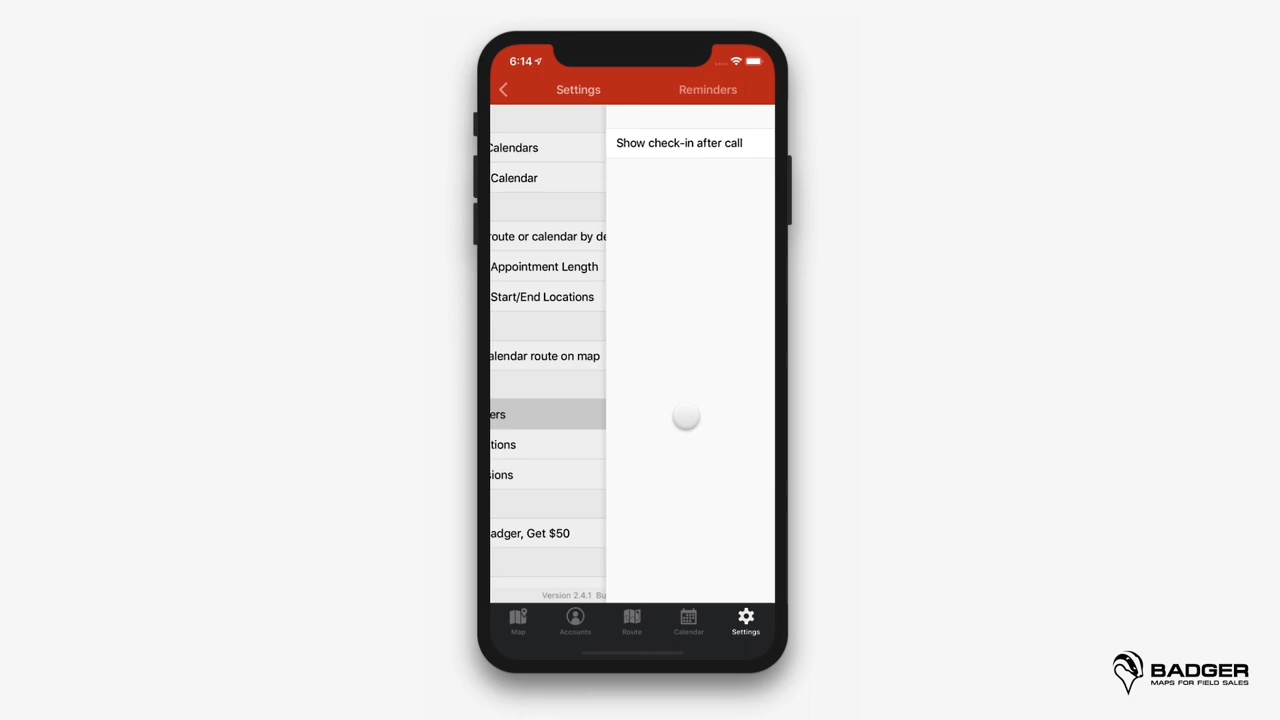 6:14
Settings
Reminders
Calendars
Calendar
route or calendar by de
Appointment Length
Start/End Locations
alendar route on map
ers
tions
sions
adger, Get $50
Version 2.4.1 Bu
Show check-in after call
Map
Accounts
Route
Calendar
Settings
BADGER
MAPS FOR FIELD SALES